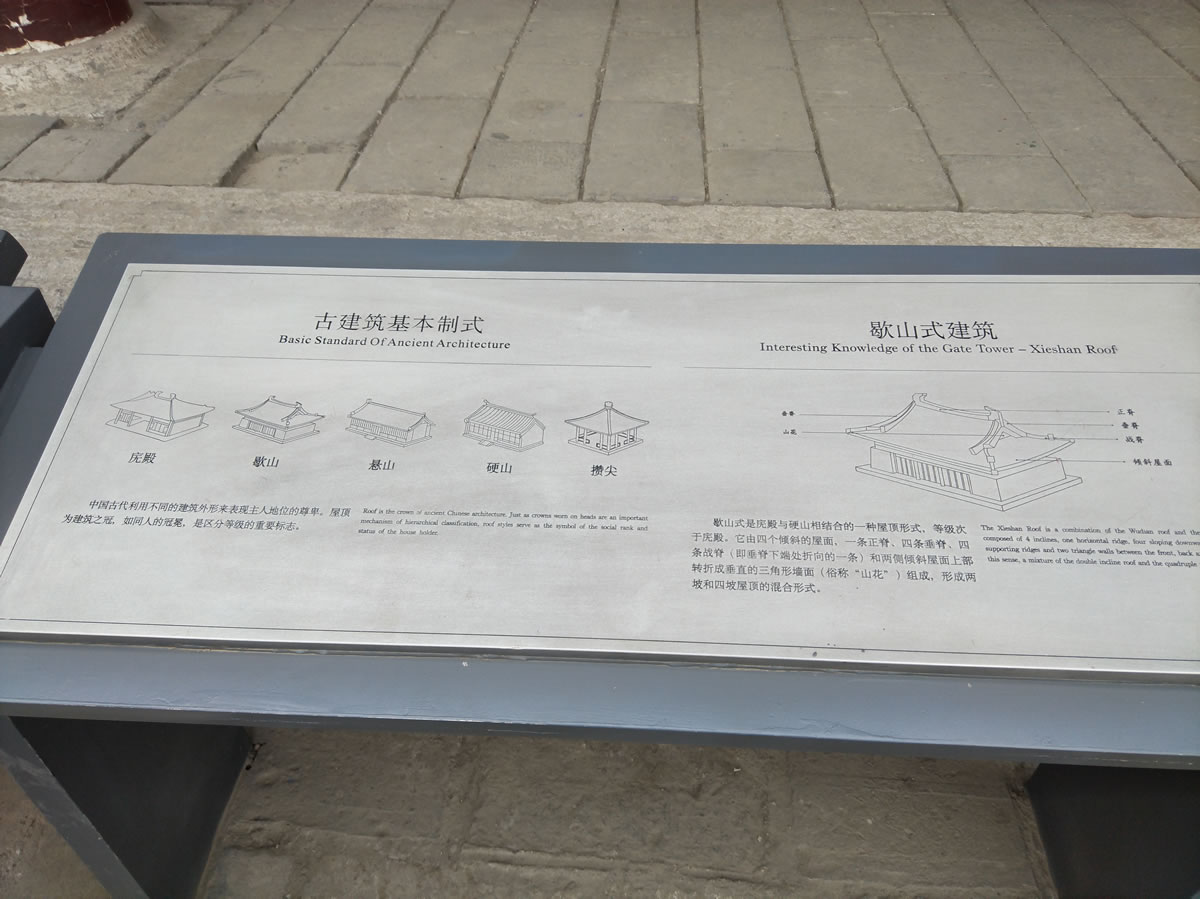 古建筑基本制式
Basic Standard Of Ancient Architecture
庑殿
歇山
悬山
硬山
攒尖
中国古代利用不同的建筑外形来表现主人地位的尊卑。屋顶
为建筑之冠，如同人的冠冕，是区分等级的重要标志。
Roof is the crown of ancient Chinese architecture. Just as crowns worn on heads are an important
mechanism of hierarchical classification, roof styles serve as the symbol of the social rank and
status of the house holder.
歇山式建筑
Interesting Knowledge of the Gate Tower – Xieshan Roof
垂脊
山花
正脊
垂脊
戗脊
倾斜屋面
歇山式是庑殿与硬山相结合的一种屋顶形式，等级次
于庑殿。它由四个倾斜的屋面、一条正脊、四条垂脊、四
条戗脊（即垂脊下端处折向的一条）和两侧倾斜屋面上部
转折成垂直的三角形墙面（俗称“山花”）组成，形成两
坡和四坡屋顶的混合形式。
The Xieshan Roof is a combination of the Wudian roof and the
composed of 4 inclines, one horizontal ridge, four sloping downwa
supporting ridges and two triangle walls between the front, back a
this sense, a mixture of the double incline roof and the quadruple